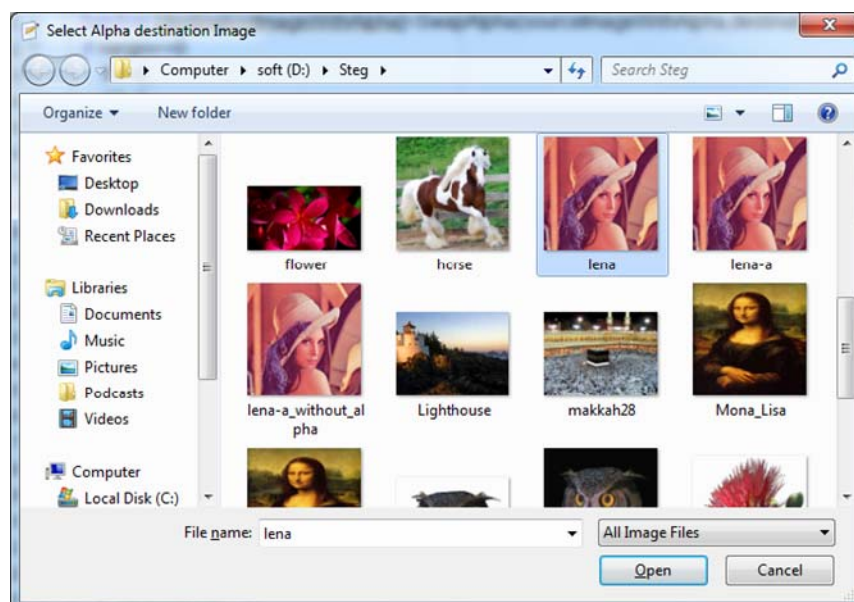 Select Alpha destination Image
Computer soft (D:) Steg
Search Steg
Organize
New folder
Favorites
Desktop
Downloads
Recent Places
Libraries
Documents
Music
Pictures
Podcasts
Videos
Computer
Local Disk (C:)
flower
horse
lena
lena-a
lena-a_without_al
pha
Lighthouse
makkah28
Mona_Lisa
File name: lena
All Image Files
Open
Cancel